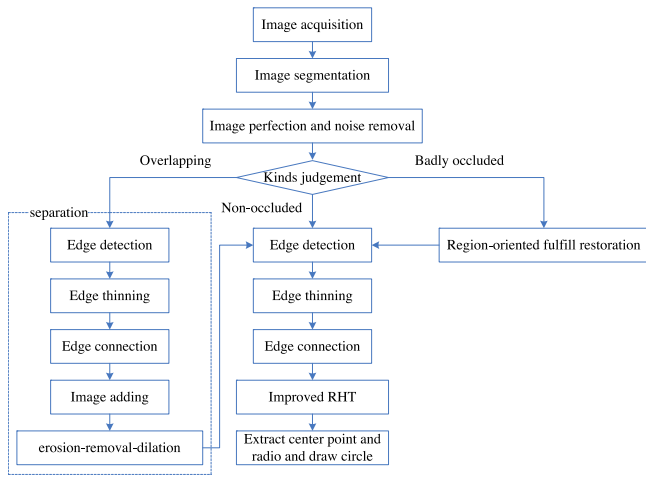 Image acquisition
Image segmentation
Image perfection and noise removal
Overlapping
Badly occluded
Kinds judgement
Non-occluded
separation
Edge detection
Edge detection
Region-oriented fulfill restoration
Edge thinning
Edge thinning
Edge connection
Edge connection
Image adding
Improved RHT
erosion-removal-dilation
Extract center point and
radio and draw circle